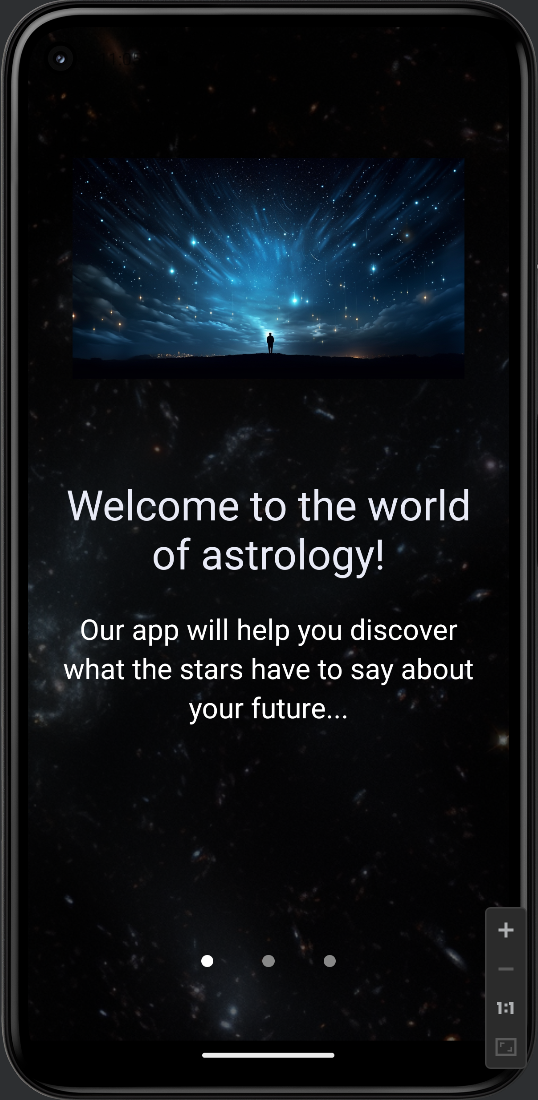 Welcome to the world
of astrology!
Our app will help you discover
what the stars have to say about
your future...
+
1:1